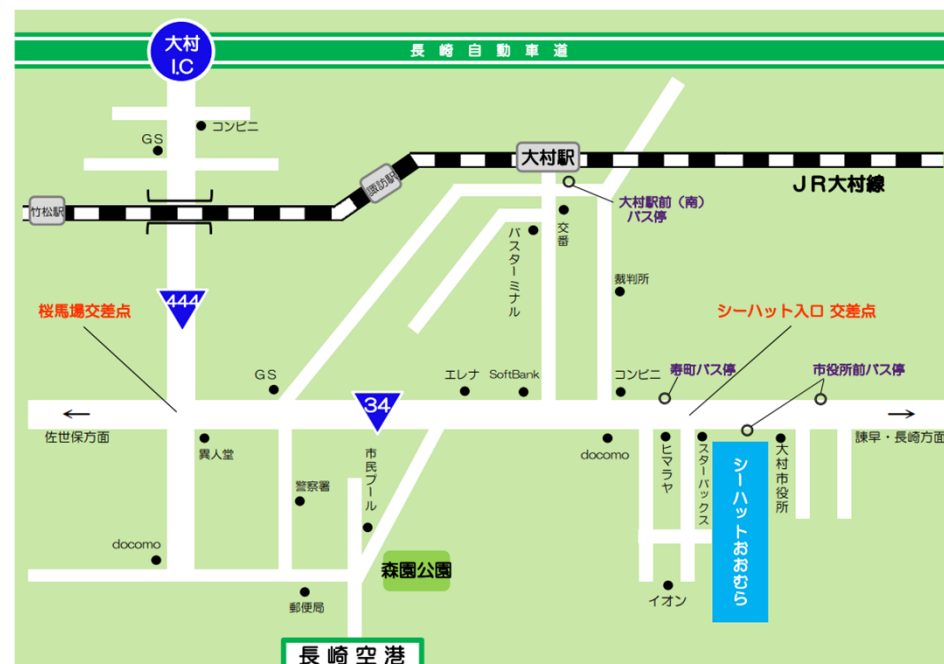 長崎自動車道
大村
I.C
コンビニ
GS
大村駅
諏訪駅
JR大村線
竹松駅
大村駅前（南）
バス停
交番
バスターミナル
裁判所
444
桜馬場交差点
シーハット入口 交差点
GS
エレナ
SoftBank
コンビニ
寿町バス停
市役所前バス停
34
←
→
佐世保方面
諫早・長崎方面
異人堂
市民プール
警察署
docomo
ヒマラヤ
スターバックス
シーハットおおむら
大村市役所
docomo
森園公園
郵便局
イオン
長崎空港